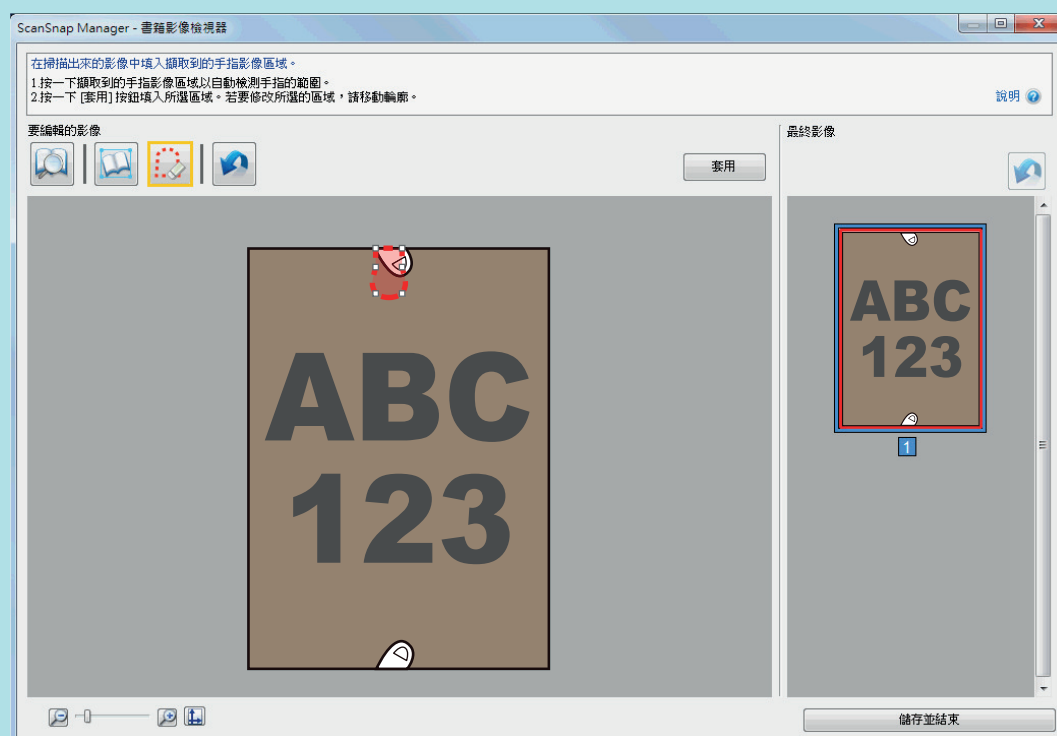 ScanSnap Manager - 書籍影像檢視器
在掃描出來的影像中填入擷取到的手指影像區域。
1.按一下擷取到的手指影像區域以自動檢測手指的範圍。
2.按一下 [套用] 按鈕填入所選區域。若要修改所選的區域，請移動輪廓。
說明
要編輯的影像
套用
最終影像
ABC
123
ABC
123
1
儲存並結束